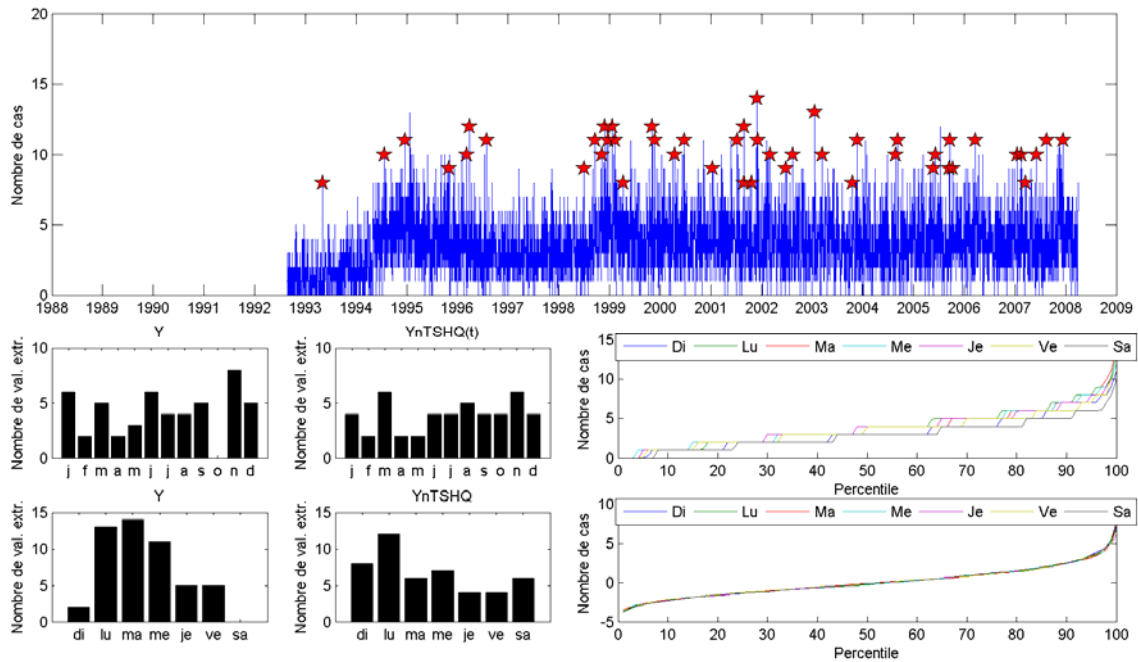 20
15
10
5
0
Nombre de cas
1988 1989 1990 1991 1992 1993 1994 1995 1996 1997 1998 1999 2000 2001 2002 2003 2004 2005 2006 2007 2008 2009
Y
10
5
0
Nombre de val. extr.
j f m a m j j a s o n d
YnTSHQ(t)
10
5
0
Nombre de val. extr.
j f m a m j j a s o n d
Di Lu Ma Me Je Ve Sa
15
10
5
0
Nombre de cas
0 10 20 30 40 50 60 70 80 90 100
Percentile
Y
15
10
5
0
Nombre de val. extr.
di lu ma me je ve sa
YnTSHQ
15
10
5
0
Nombre de val. extr.
di lu ma me je ve sa
Di Lu Ma Me Je Ve Sa
10
5
0
-5
Nombre de cas
0 10 20 30 40 50 60 70 80 90 100
Percentile